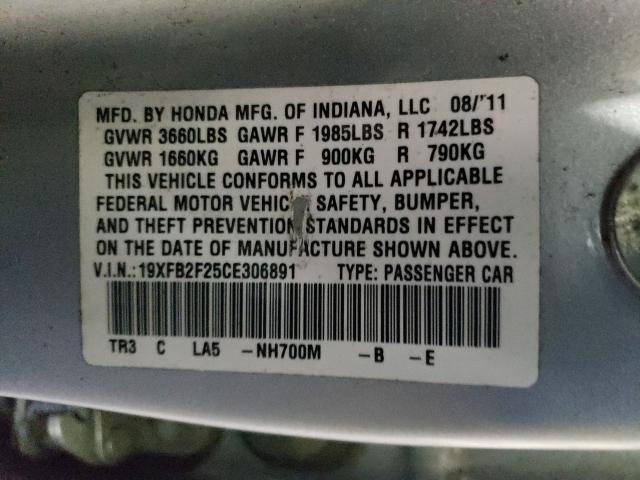 MFD. BY HONDA MFG. OF INDIANA, LLC 08/'11
GVWR 3660LBS GAWR F 1985LBS R 1742LBS
GVWR 1660KG GAWR F 900KG R 790KG
THIS VEHICLE CONFORMS TO ALL APPLICABLE
FEDERAL MOTOR VEHICLE SAFETY, BUMPER,
AND THEFT PREVENTION STANDARDS IN EFFECT
ON THE DATE OF MANUFACTURE SHOWN ABOVE.
V.I.N.:19XFB2F25CE306891 TYPE: PASSENGER CAR
TR3 C LA5 -NH700M -B -E